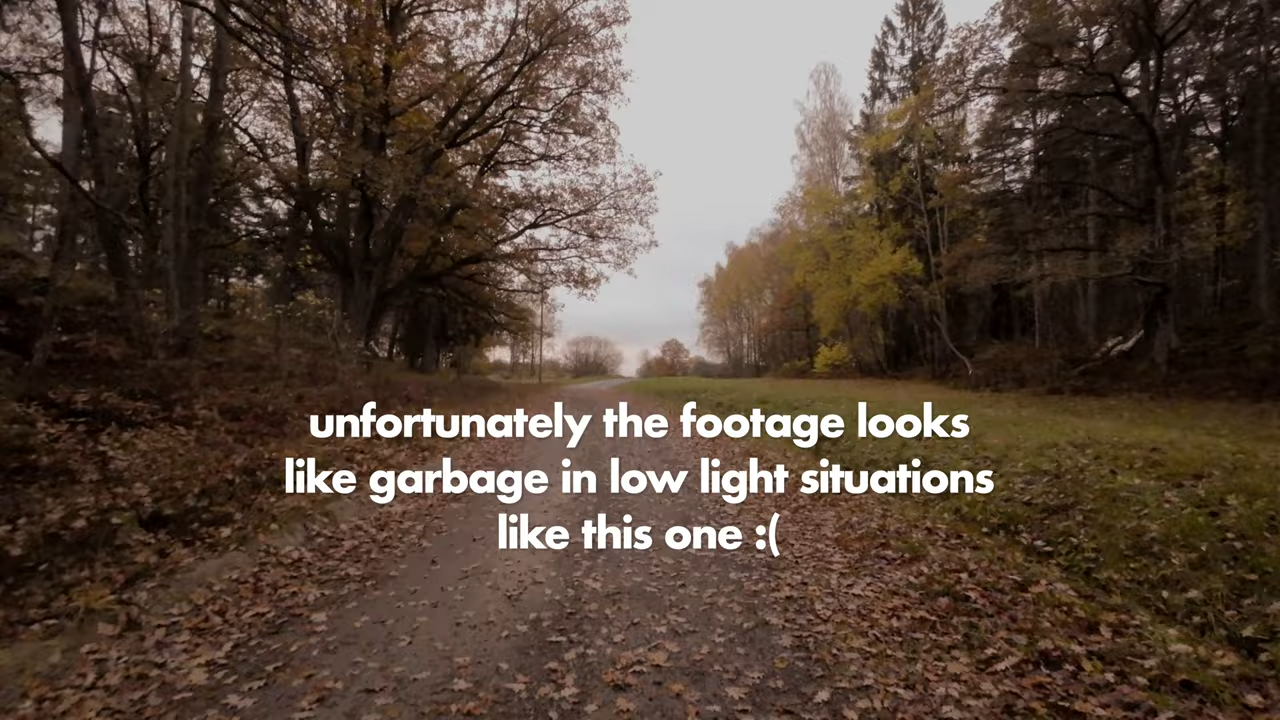 unfortunately the footage looks
like garbage in low light situations
like this one :(